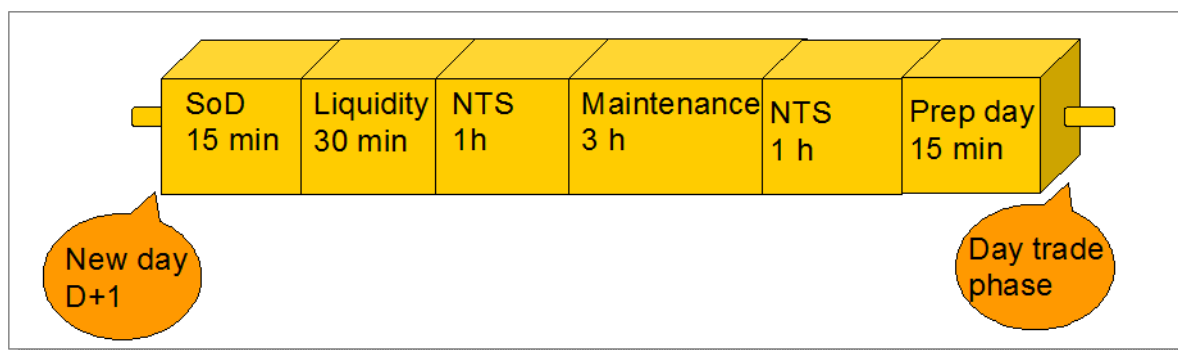 SoD
15 min
Liquidity
30 min
NTS
1h
Maintenance
3 h
NTS
1 h
Prep day
15 min
New day
D+1
Day trade
phase